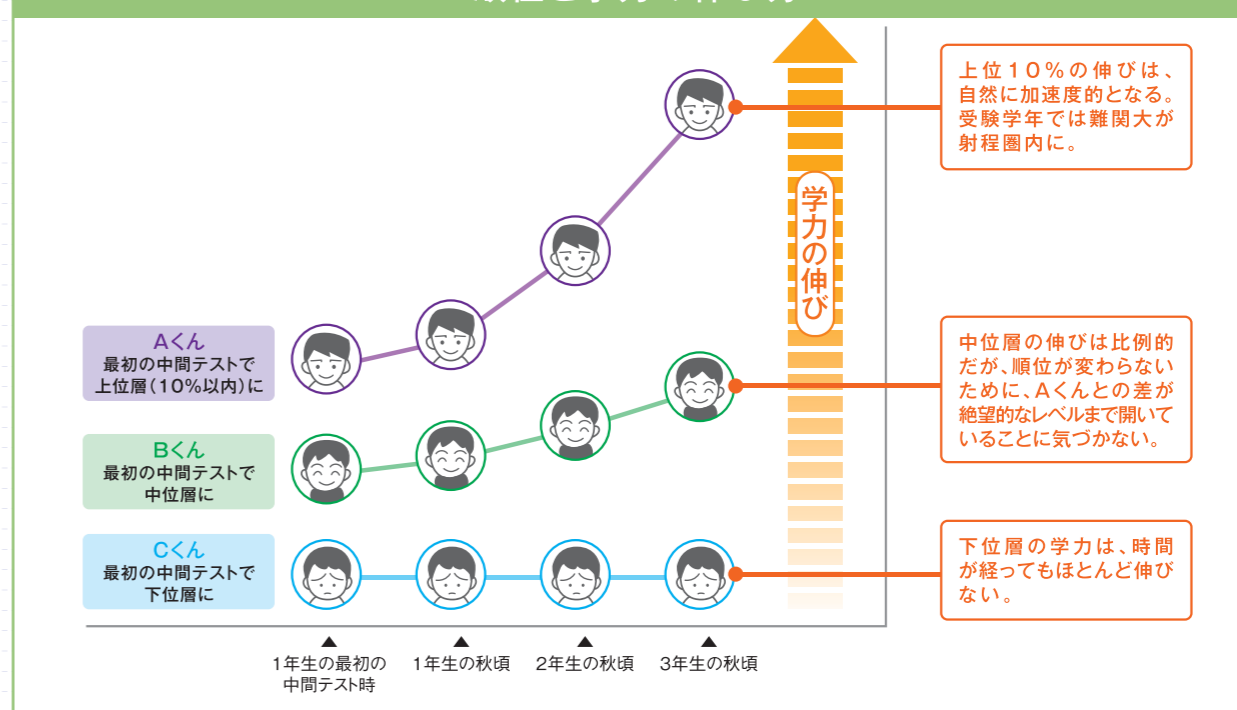 上位10%の伸びは、
自然に加速度的となる。
受験学年では難関大が
射程圏内に。
学力の伸び
Aくん
最初の中間テストで
上位層(10%以内)に
中位層の伸びは比例的
だが、順位が変わらない
ために、Aくんとの差が
絶望的なレベルまで開いて
いることに気づかない。
Bくん
最初の中間テストで
中位層に
Cくん
最初の中間テストで
下位層に
下位層の学力は、時間
が経ってもほとんど伸び
ない。
▲
1年生の最初の
中間テスト時
▲
1年生の秋頃
▲
2年生の秋頃
▲
3年生の秋頃